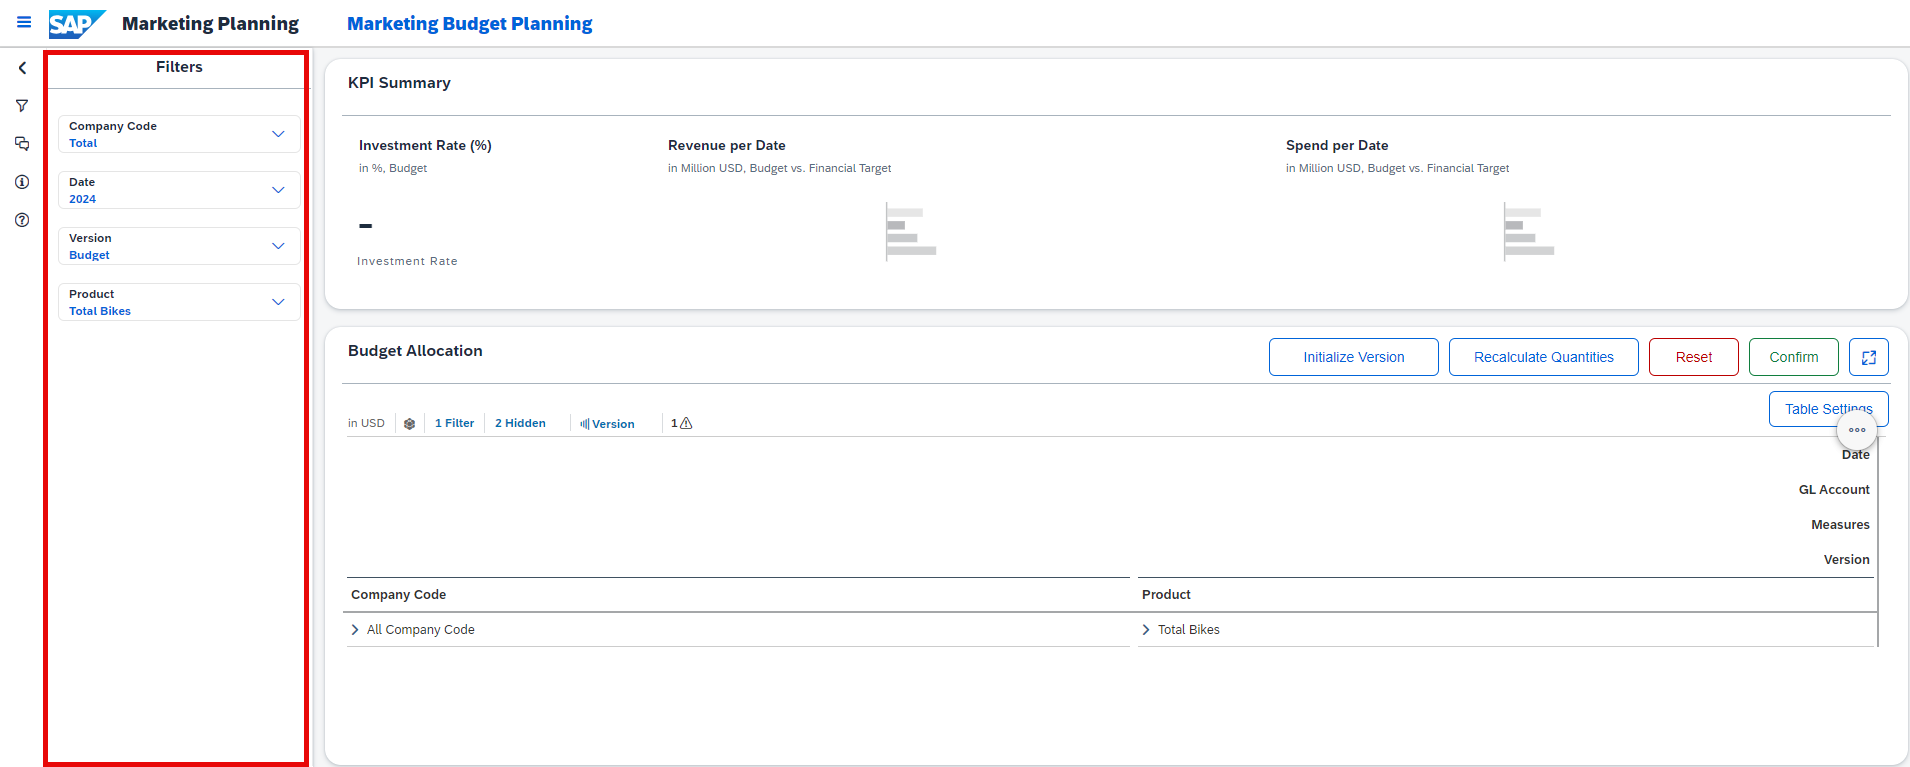 SAP Marketing Planning Marketing Budget Planning
Filters
Company Code
Total
Date
2024
Version
Budget
Product
Total Bikes
KPI Summary
Investment Rate (%)
in %, Budget
–
Investment Rate
Revenue per Date
in Million USD, Budget vs. Financial Target
Spend per Date
in Million USD, Budget vs. Financial Target
Budget Allocation
Initialize Version Recalculate Quantities Reset Confirm
Table Settings
in USD 1 Filter 2 Hidden Version 1
Date
GL Account
Measures
Version
Company Code Product
All Company Code Total Bikes